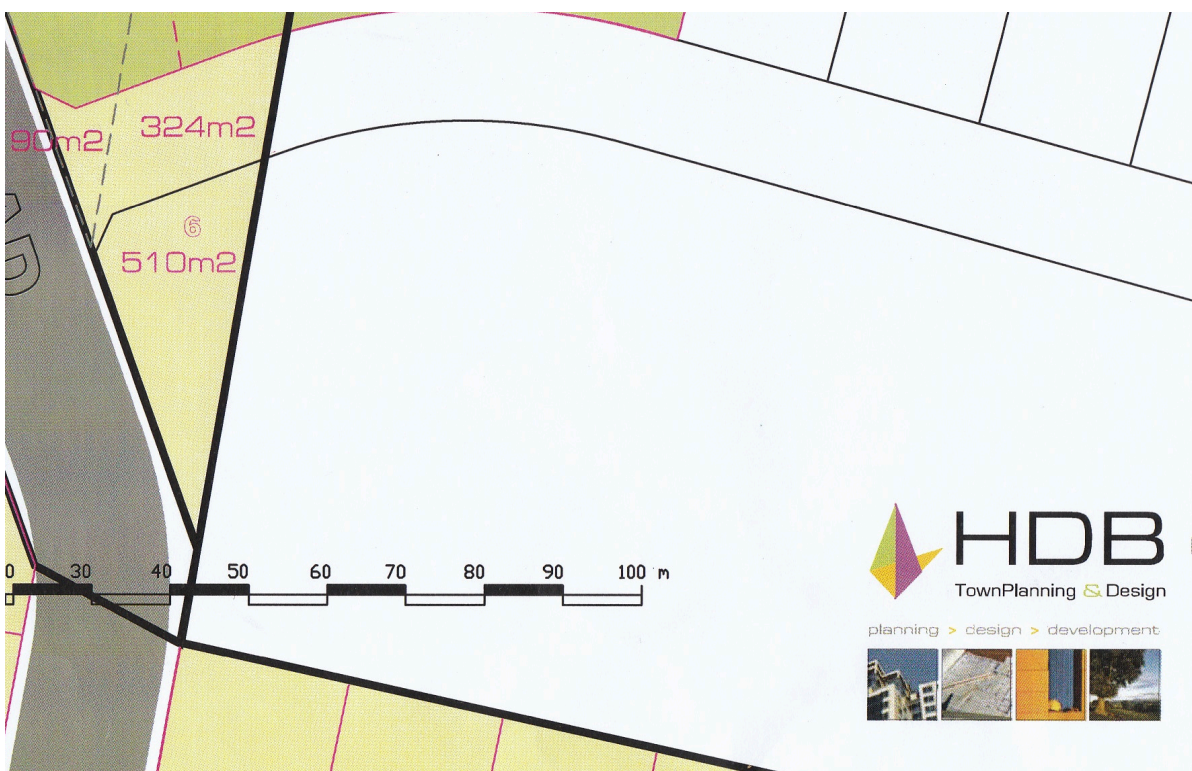 90m2
324m2
6
510m2
0 30 40 50 60 70 80 90 100 m
HDB
TownPlanning & Design
planning > design > development